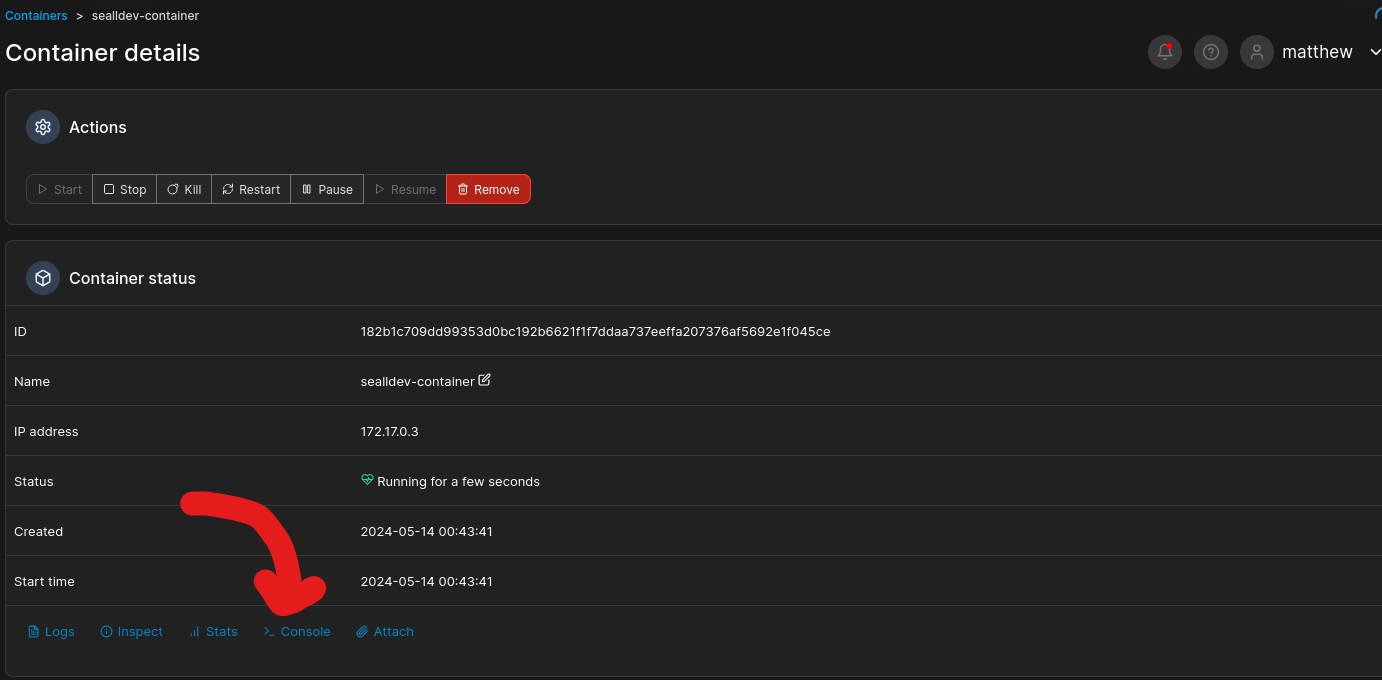 Containers > sealldev-container
Container details
matthew
Actions
Start Stop Kill Restart Pause Resume Remove
Container status
ID 182b1c709dd99353d0bc192b6621f1f7ddaa737eeffa207376af5692e1f045ce
Name sealldev-container
IP address 172.17.0.3
Status Running for a few seconds
Created 2024-05-14 00:43:41
Start time 2024-05-14 00:43:41
Logs Inspect Stats Console Attach